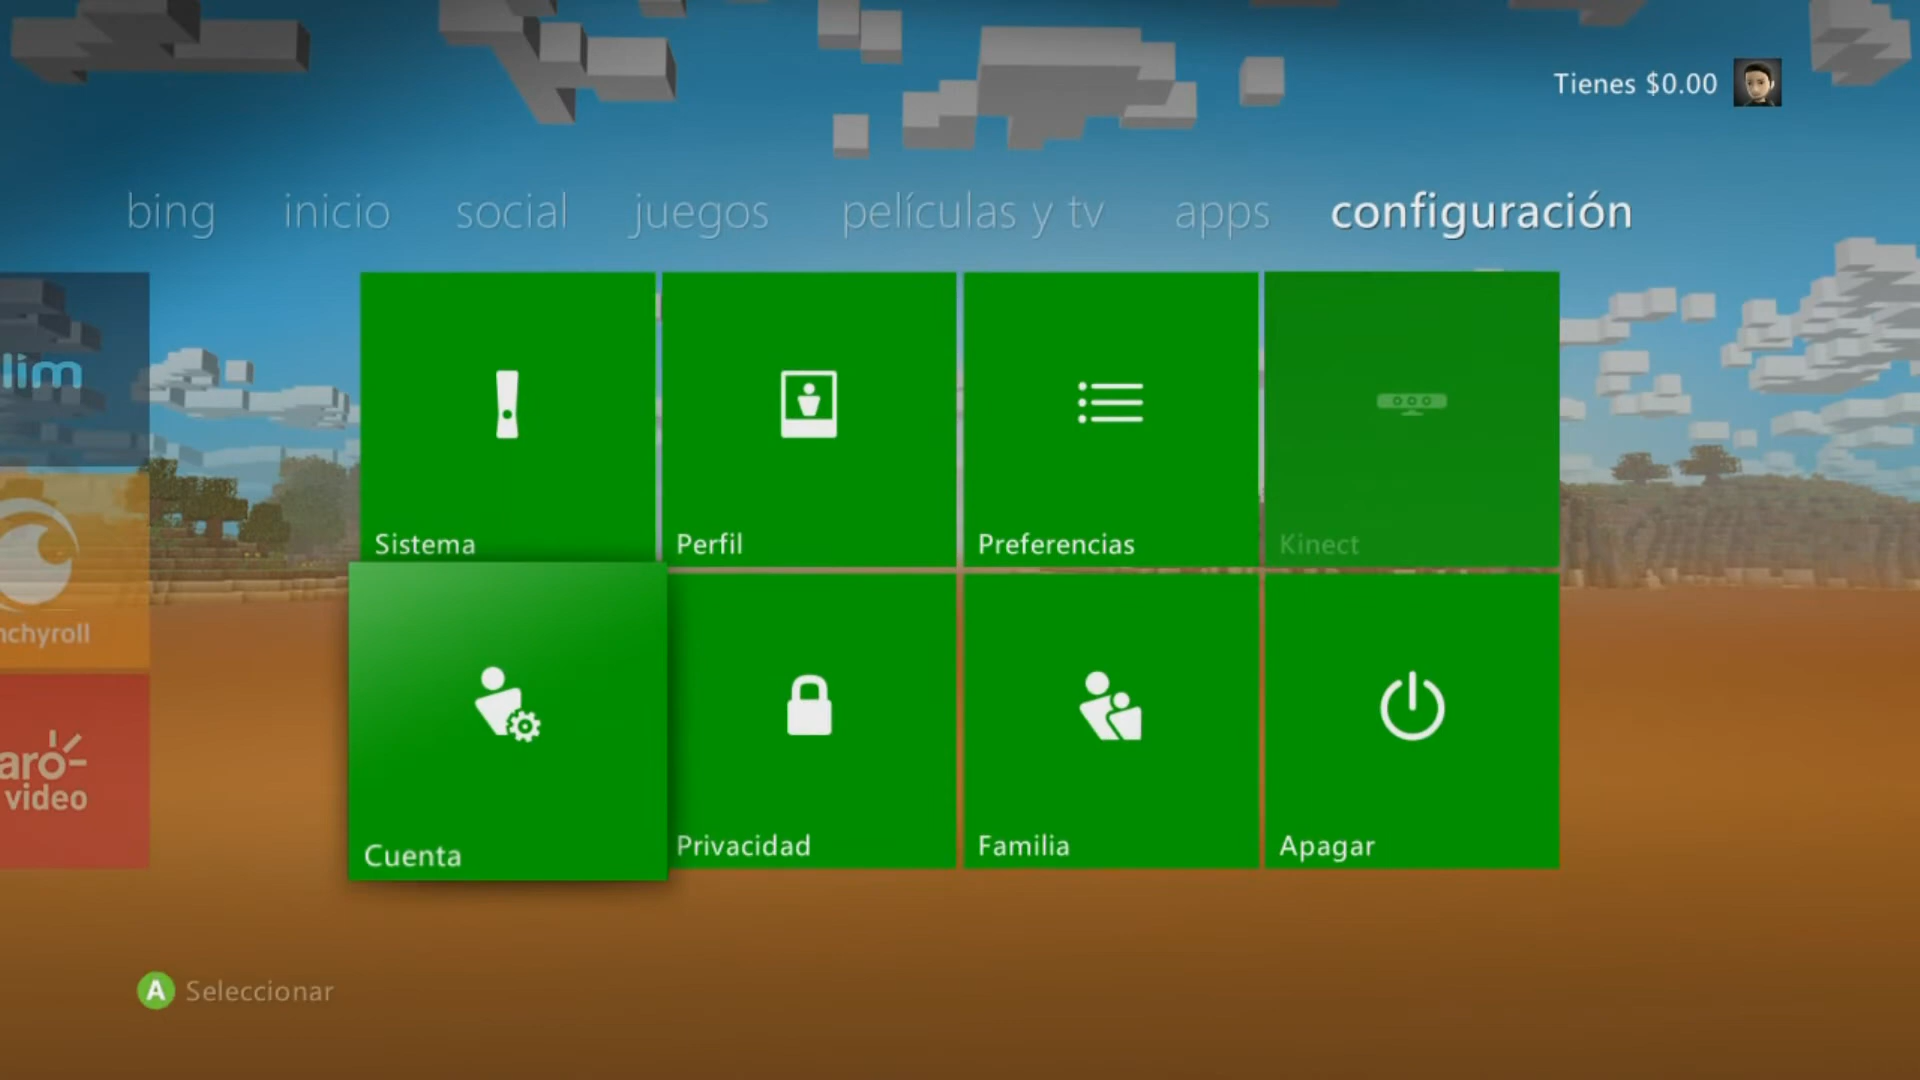 Tienes $0.00
bing inicio social juegos películas y tv apps configuración
lim
Sistema Perfil Preferencias Kinect
nchyroll
aro
video
Cuenta Privacidad Familia Apagar
A Seleccionar